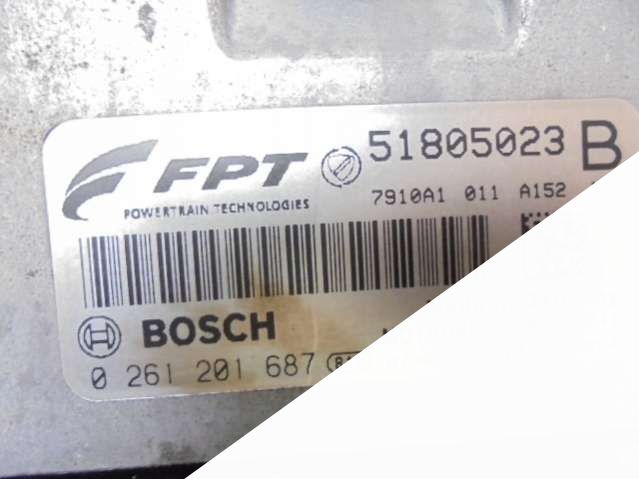 FPT 51805023 B
POWERTRAIN TECHNOLOGIES 7910A1 011 A152
BOSCH
0 261 201 687